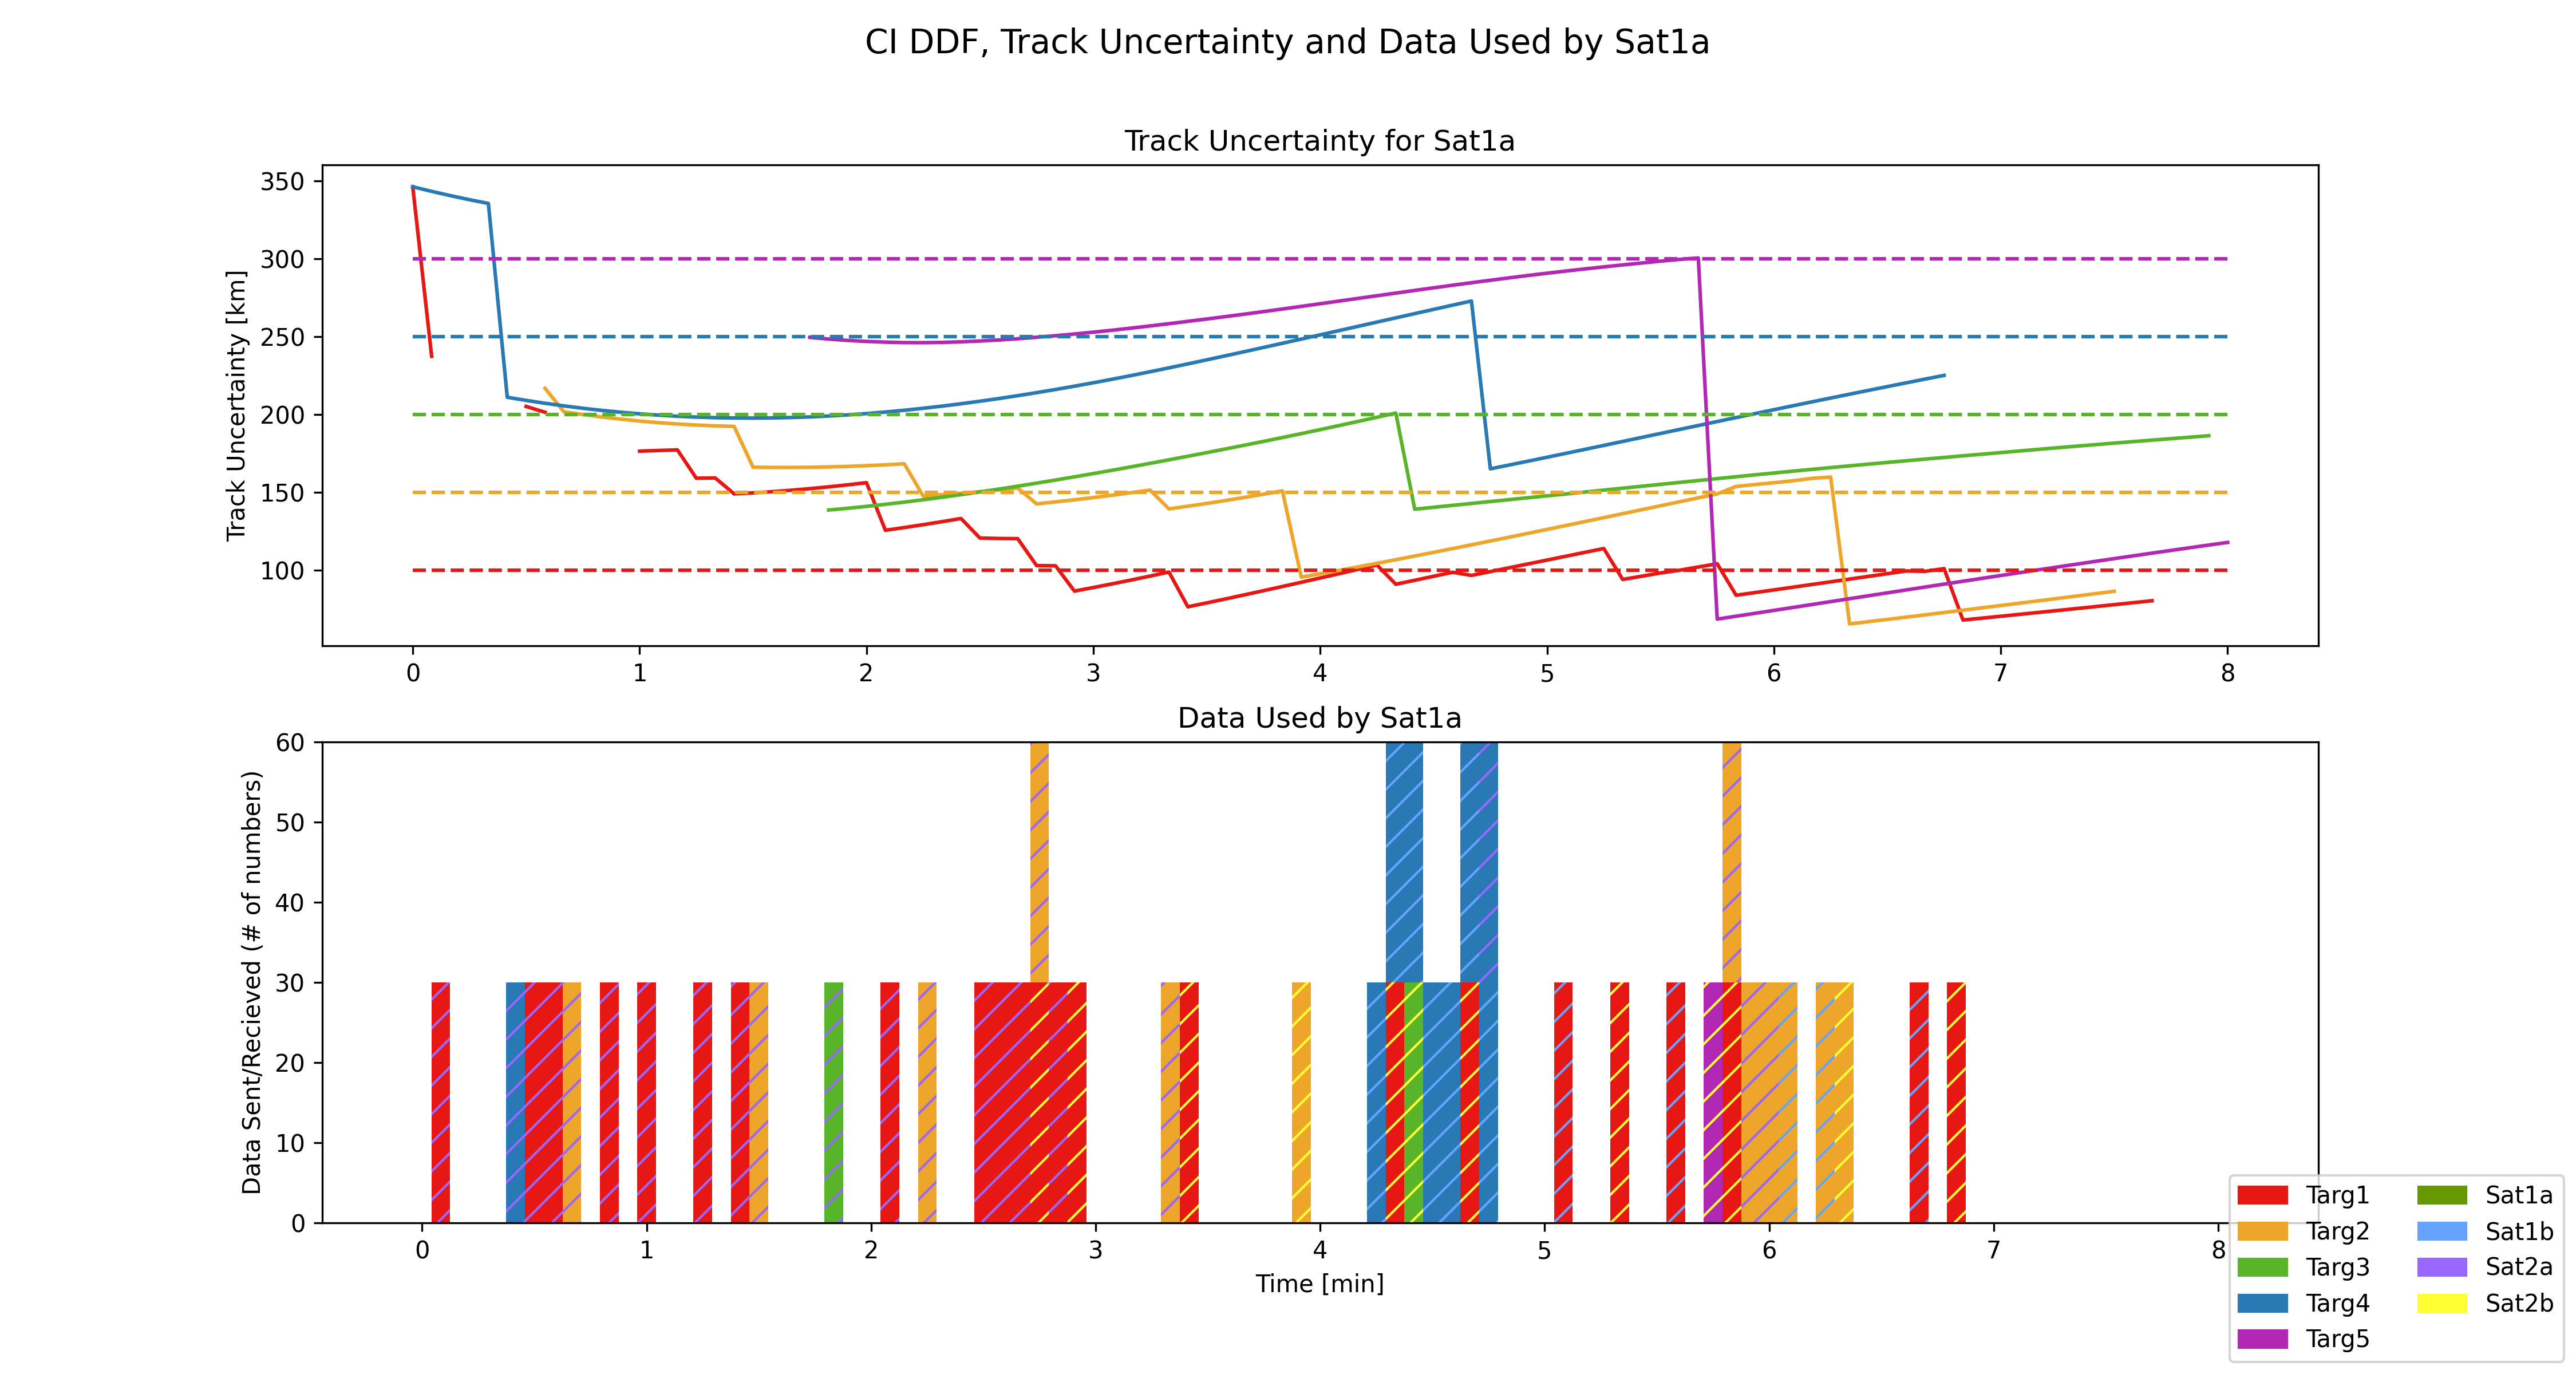 CI DDF, Track Uncertainty and Data Used by Sat1a
Track Uncertainty for Sat1a
Track Uncertainty [km]
350
300
250
200
150
100
0 1 2 3 4 5 6 7 8
Data Used by Sat1a
Data Sent/Recieved (# of numbers)
60
50
40
30
20
10
0
0 1 2 3 4 5 6 7 8
Time [min]
Targ1 Sat1a
Targ2 Sat1b
Targ3 Sat2a
Targ4 Sat2b
Targ5